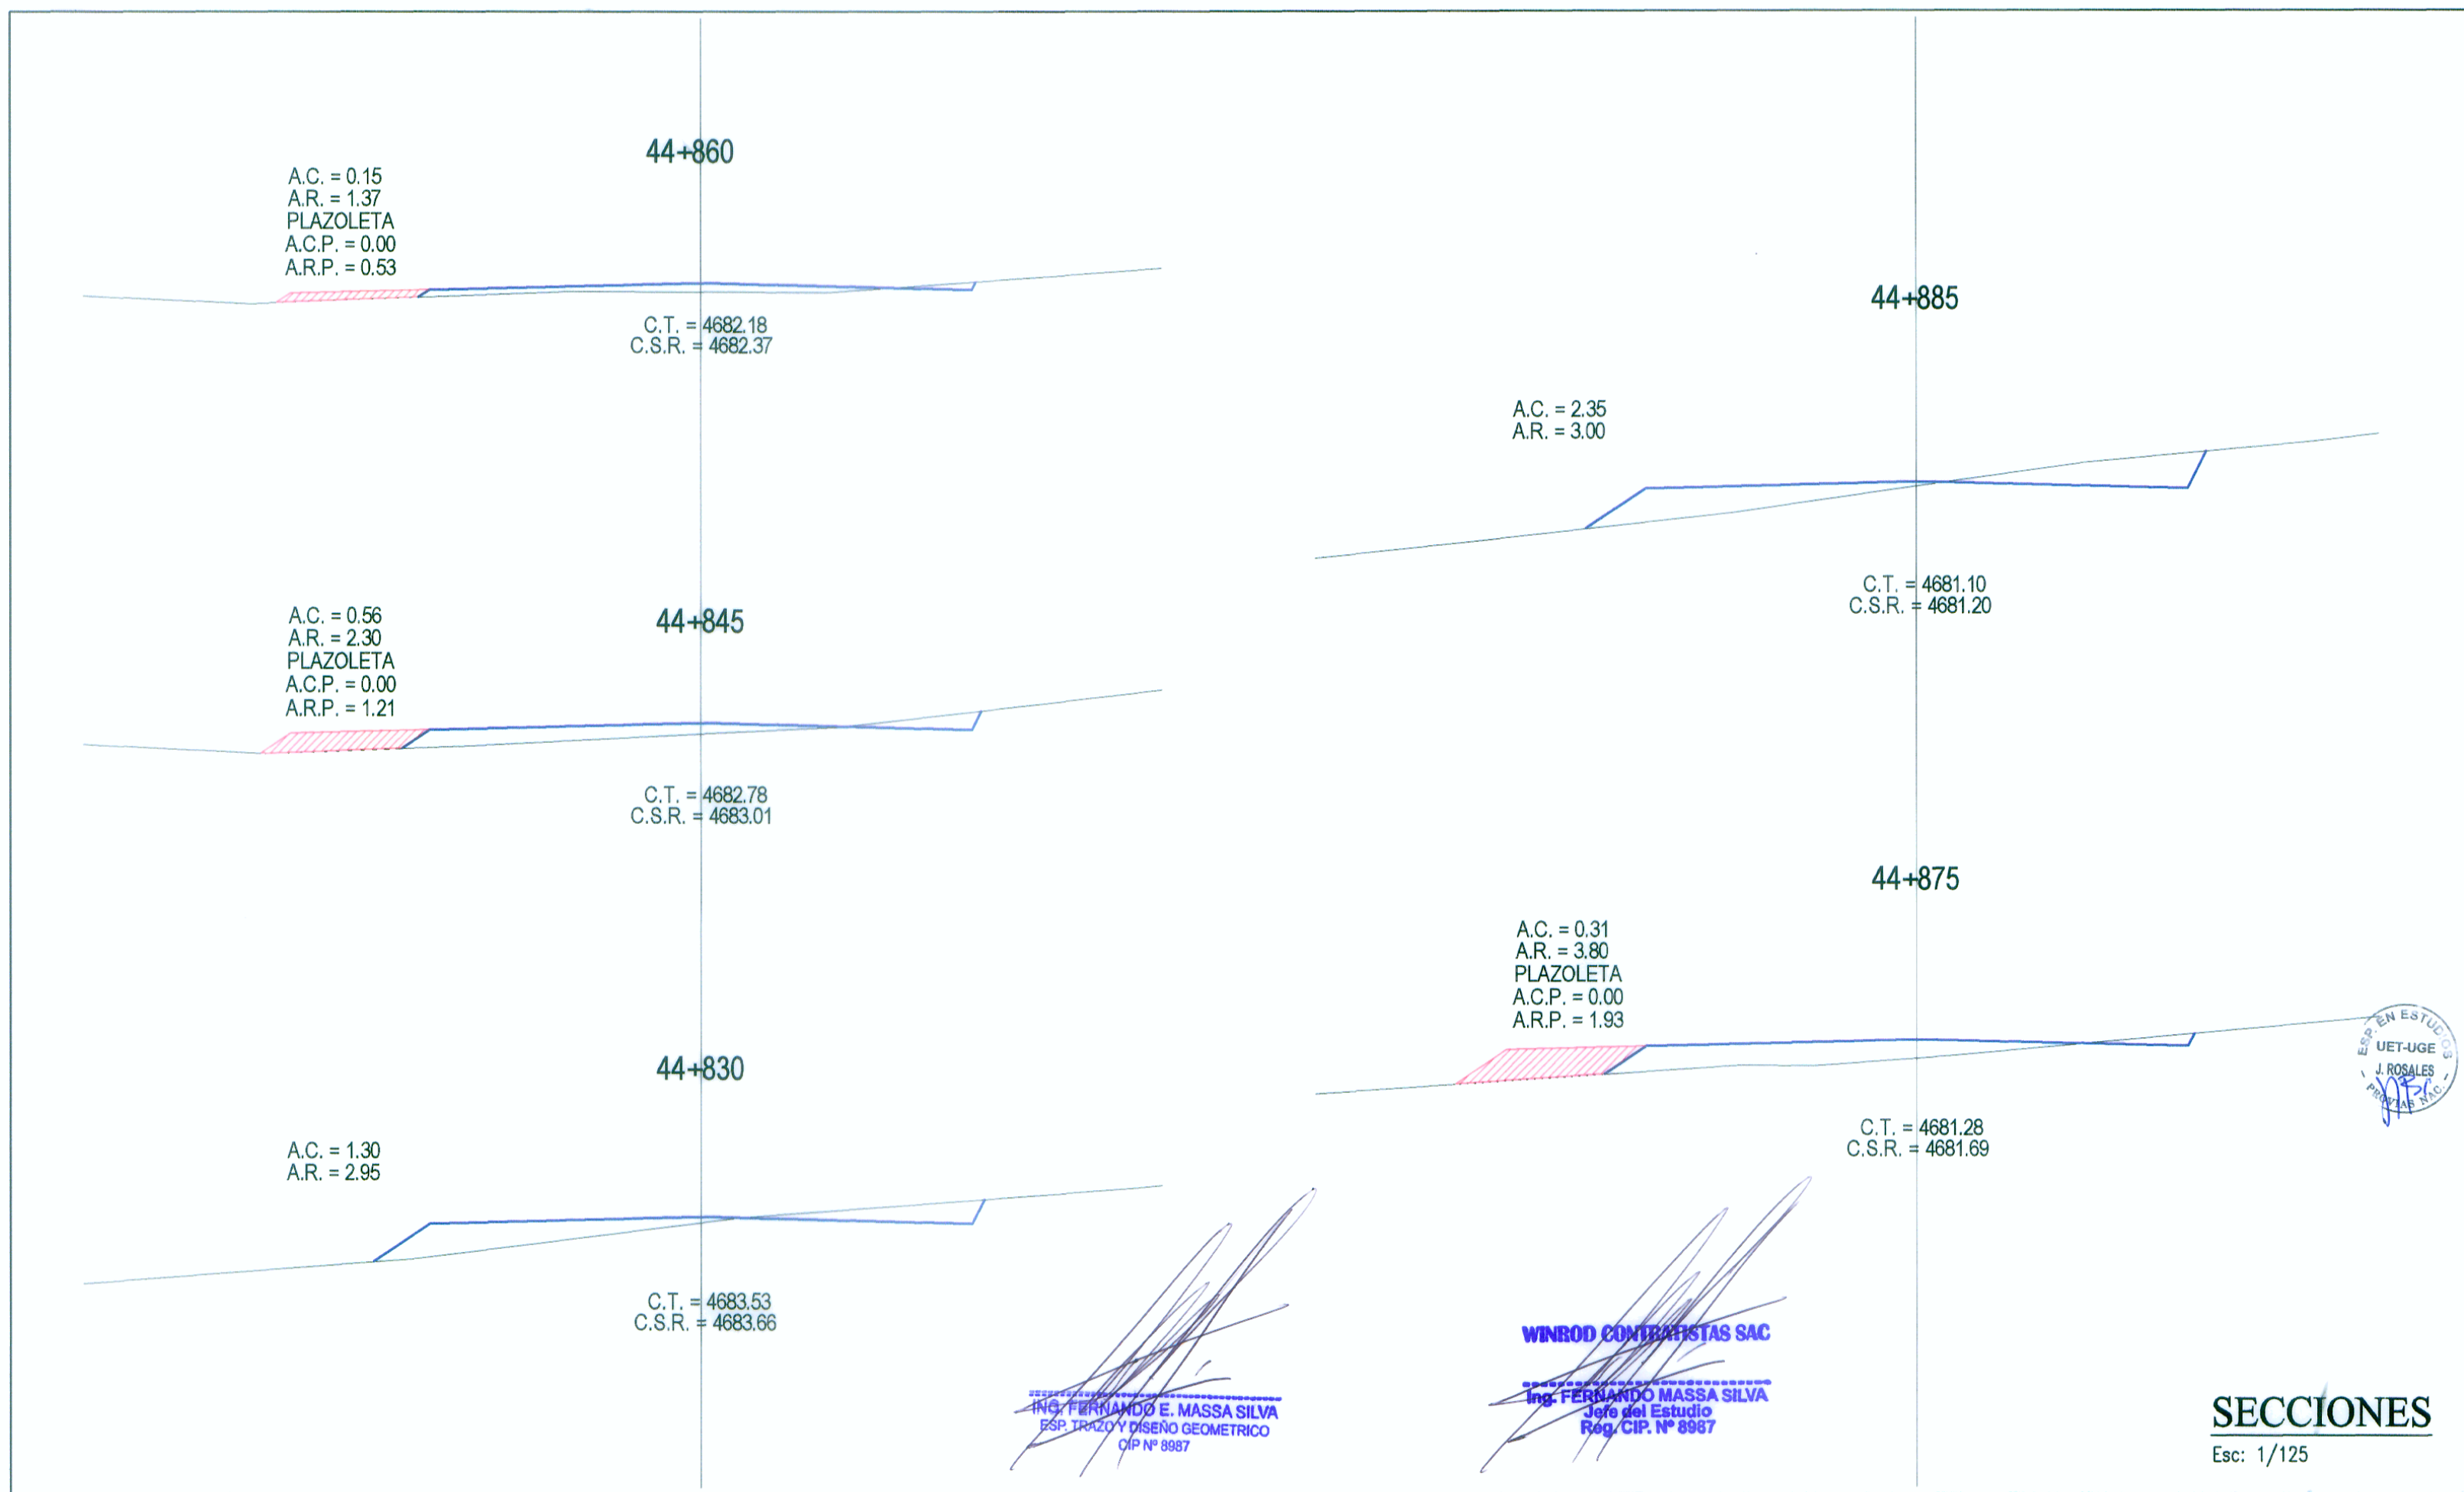 44+860
A.C. = 0.15
A.R. = 1.37
PLAZOLETA
A.C.P. = 0.00
A.R.P. = 0.53
C.T. = 4682.18
C.S.R. = 4682.37
44+845
A.C. = 0.56
A.R. = 2.30
PLAZOLETA
A.C.P. = 0.00
A.R.P. = 1.21
C.T. = 4682.78
C.S.R. = 4683.01
44+830
A.C. = 1.30
A.R. = 2.95
C.T. = 4683.53
C.S.R. = 4683.66
44+885
A.C. = 2.35
A.R. = 3.00
C.T. = 4681.10
C.S.R. = 4681.20
44+875
A.C. = 0.31
A.R. = 3.80
PLAZOLETA
A.C.P. = 0.00
A.R.P. = 1.93
C.T. = 4681.28
C.S.R. = 4681.69
ESP. EN ESTUDIOS
UET-UGE
J. ROSALES
PROVIAS NAC.
ING. FERNANDO E. MASSA SILVA
ESP. TRAZO Y DISEÑO GEOMETRICO
CIP Nº 8987
WINROD CONTRATISTAS SAC
Ing. FERNANDO MASSA SILVA
Jefe del Estudio
Reg. CIP. Nº 8987
SECCIONES
Esc: 1/125